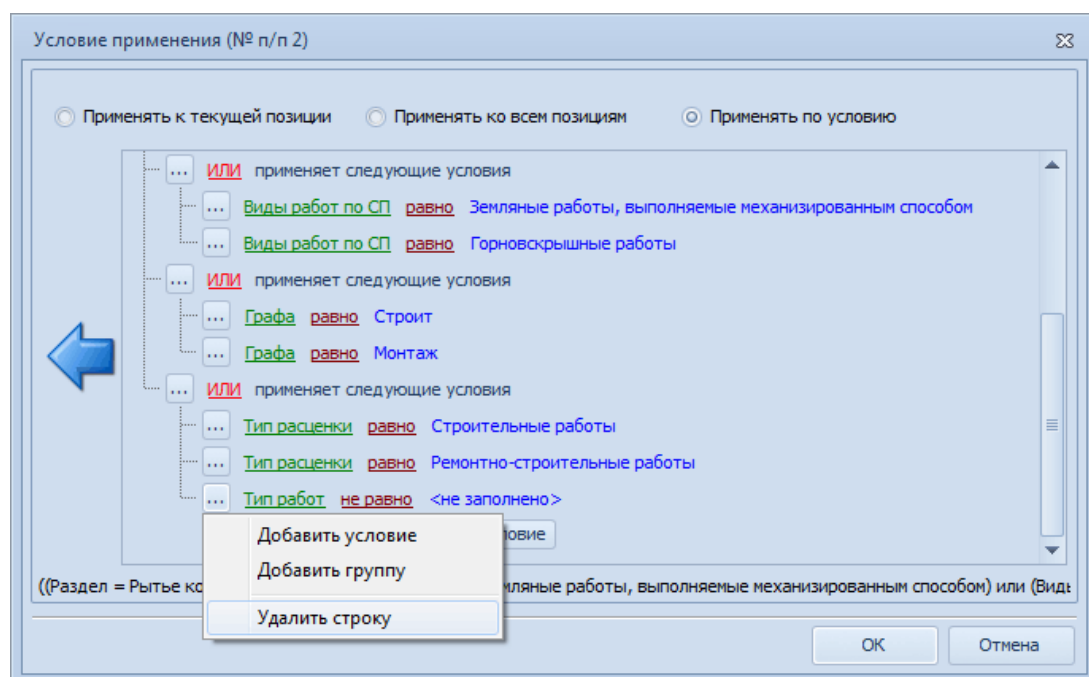 Условие применения (№ п/п 2)
Применять к текущей позиции Применять ко всем позициям Применять по условию
... ИЛИ применяет следующие условия
... Виды работ по СП равно Земляные работы, выполняемые механизированным способом
... Виды работ по СП равно Горновскрышные работы
... ИЛИ применяет следующие условия
... Графа равно Строит
... Графа равно Монтаж
... ИЛИ применяет следующие условия
... Тип расценки равно Строительные работы
... Тип расценки равно Ремонтно-строительные работы
... Тип работ не равно <не заполнено>
Добавить условие
Добавить группу
Удалить строку
((Раздел = Рытье работы, выполняемые механизированным способом) или
ОК Отмена